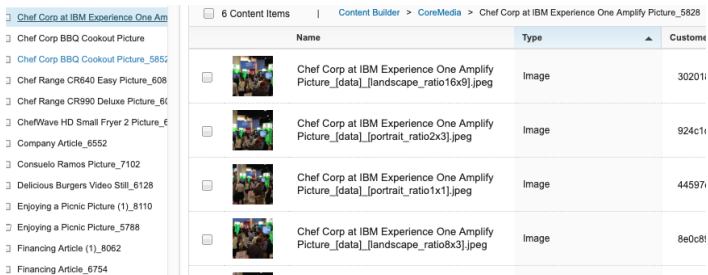 Chef Corp at IBM Experience One Am
Chef Corp BBQ Cookout Picture
Chef Corp BBQ Cookout Picture_5852
Chef Range CR640 Easy Picture_608
Chef Range CR990 Deluxe Picture_60
ChefWave HD Small Fryer 2 Picture_6
Company Article_6552
Consuelo Ramos Picture_7102
Delicious Burgers Video Still_6128
Enjoying a Picnic Picture (1)_8110
Enjoying a Picnic Picture_5788
Financing Article (1)_8062
Financing Article_6754
6 Content Items | Content Builder > CoreMedia > Chef Corp at IBM Experience One Amplify Picture_5828
Name Type Custome
Chef Corp at IBM Experience One Amplify
Picture_[data]_[landscape_ratio16x9].jpeg
Image 302018
Chef Corp at IBM Experience One Amplify
Picture_[data]_[portrait_ratio2x3].jpeg
Image 924c1
Chef Corp at IBM Experience One Amplify
Picture_[data]_[portrait_ratio1x1].jpeg
Image 44597
Chef Corp at IBM Experience One Amplify
Picture_[data]_[landscape_ratio8x3].jpeg
Image 8e0c89